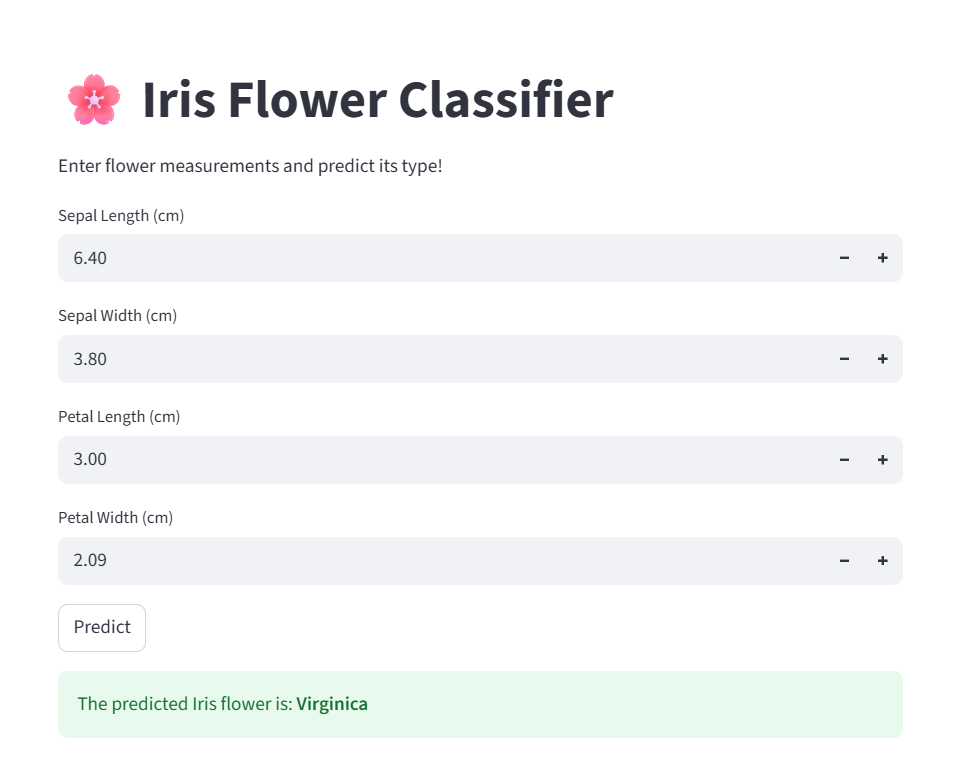 Iris Flower Classifier
Enter flower measurements and predict its type!
Sepal Length (cm)
6.40 − +
Sepal Width (cm)
3.80 − +
Petal Length (cm)
3.00 − +
Petal Width (cm)
2.09 − +
Predict
The predicted Iris flower is: Virginica